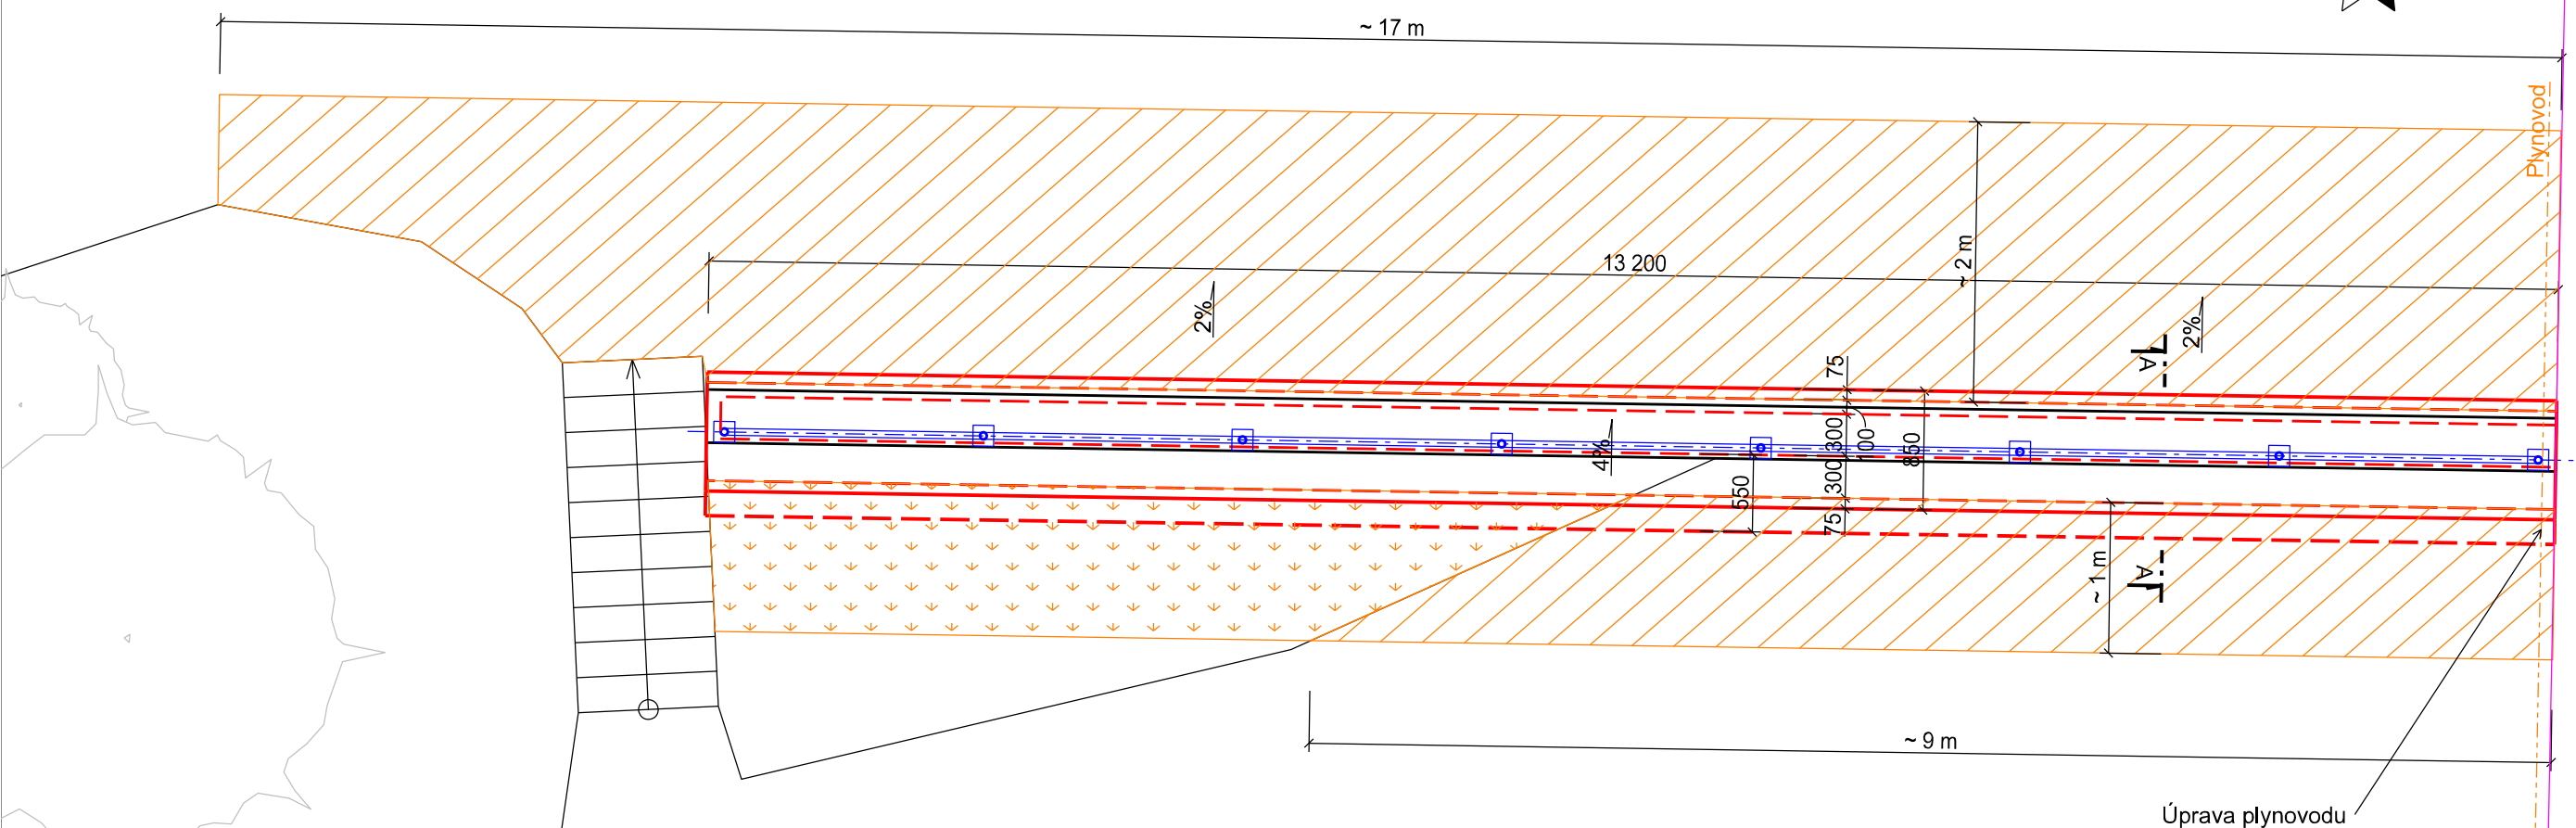 ~ 17 m
Plynovod
13 200
~ 2 m
2%
2%
A
75
300
100
850
4%
300
550
75
~ 1 m
A
~ 9 m
Úprava plynovodu